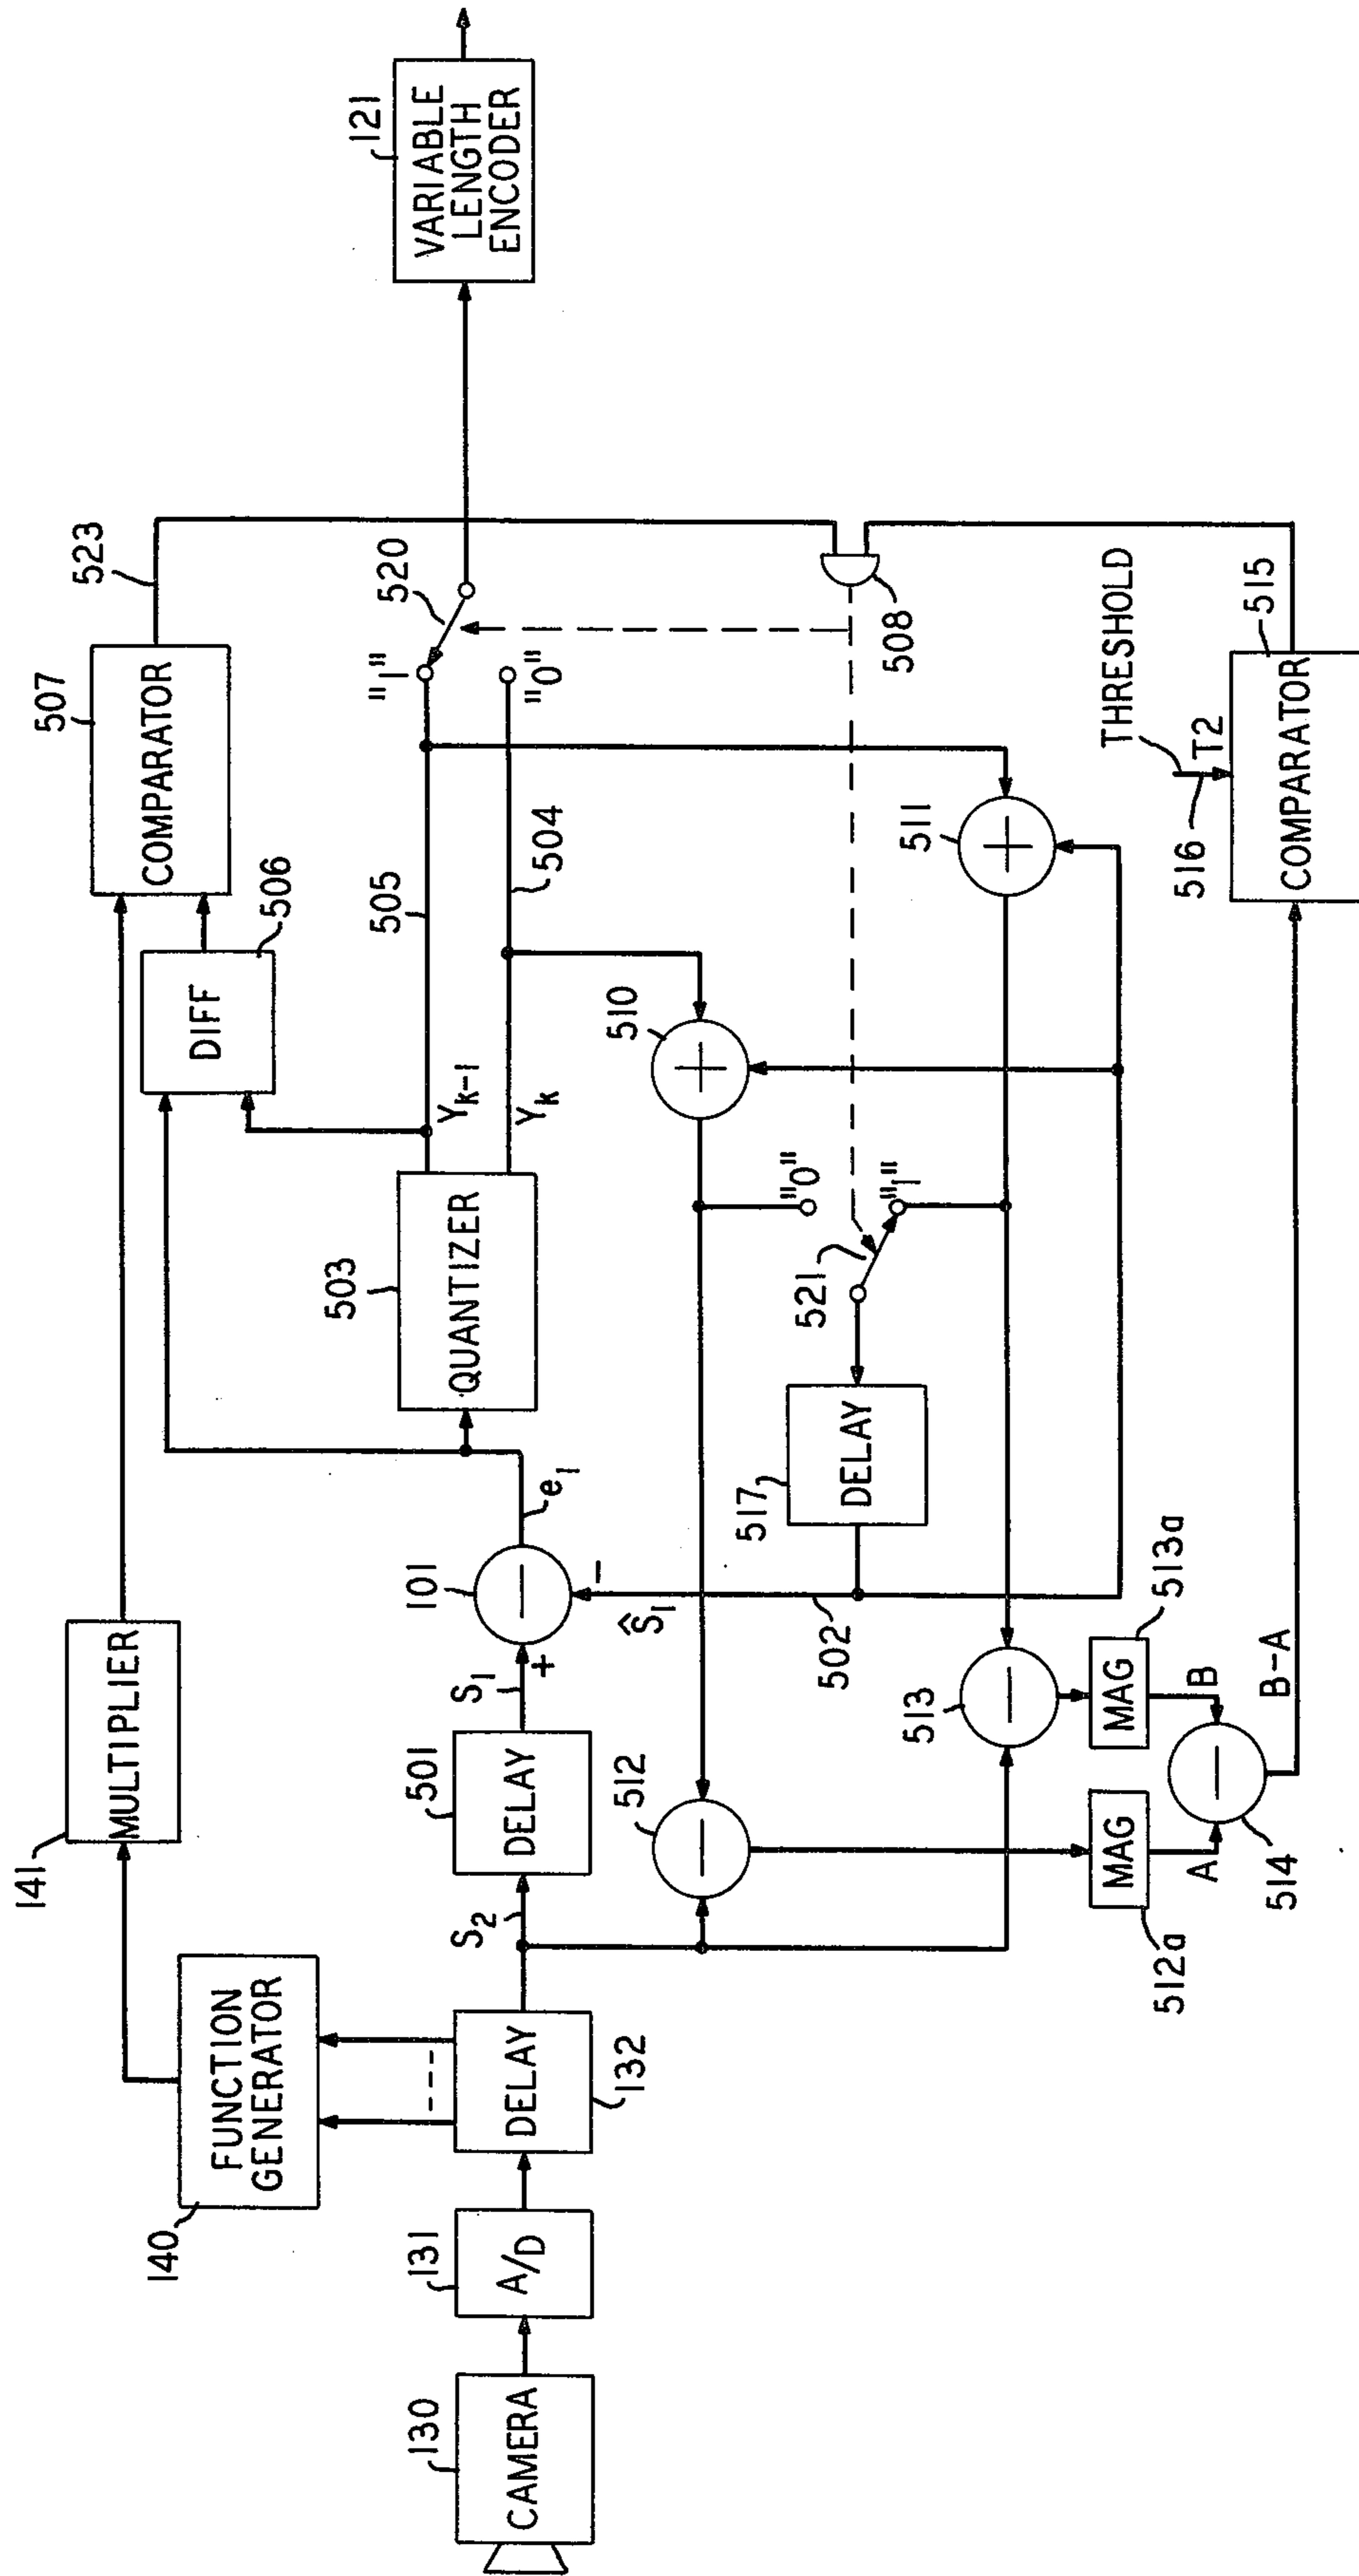 141
MULTIPLIER
507
COMPARATOR
523
140
FUNCTION
GENERATOR
DIFF
506
130
CAMERA
131
A/D
DELAY
132
S2
501
DELAY
S1
+
101
−
e1
503
QUANTIZER
Yk-1
Yk
505
504
"1"
"0"
520
121
VARIABLE
LENGTH
ENCODER
Ŝ1
502
512
−
510
+
517
DELAY
521
"0"
"1"
508
513
−
511
+
512a
MAG
MAG
513a
A
B
514
−
B-A
THRESHOLD
516
T2
COMPARATOR
515